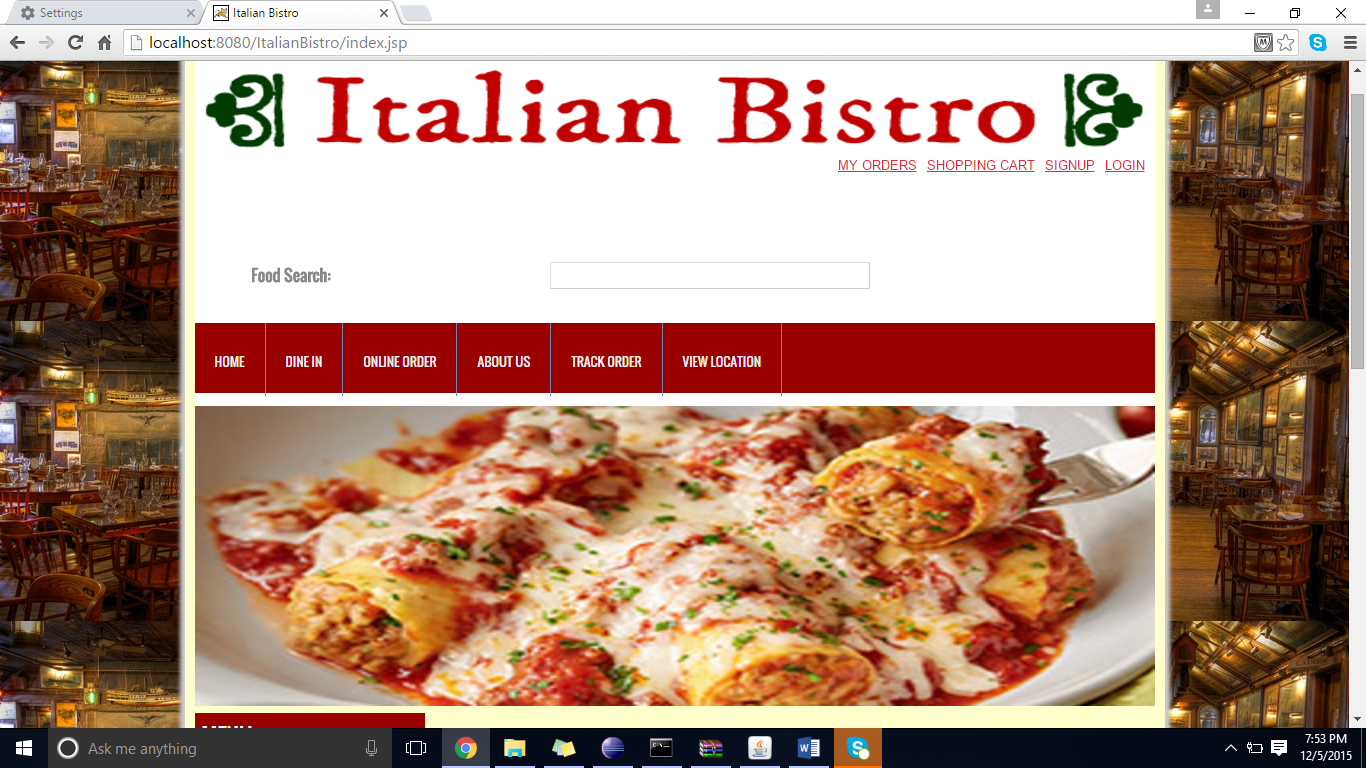 Settings
Italian Bistro
localhost:8080/ItalianBistro/index.jsp
Italian Bistro
MY ORDERS SHOPPING CART SIGNUP LOGIN
Food Search:
HOME DINE IN ONLINE ORDER ABOUT US TRACK ORDER VIEW LOCATION
MENU
Ask me anything
7:53 PM
12/5/2015